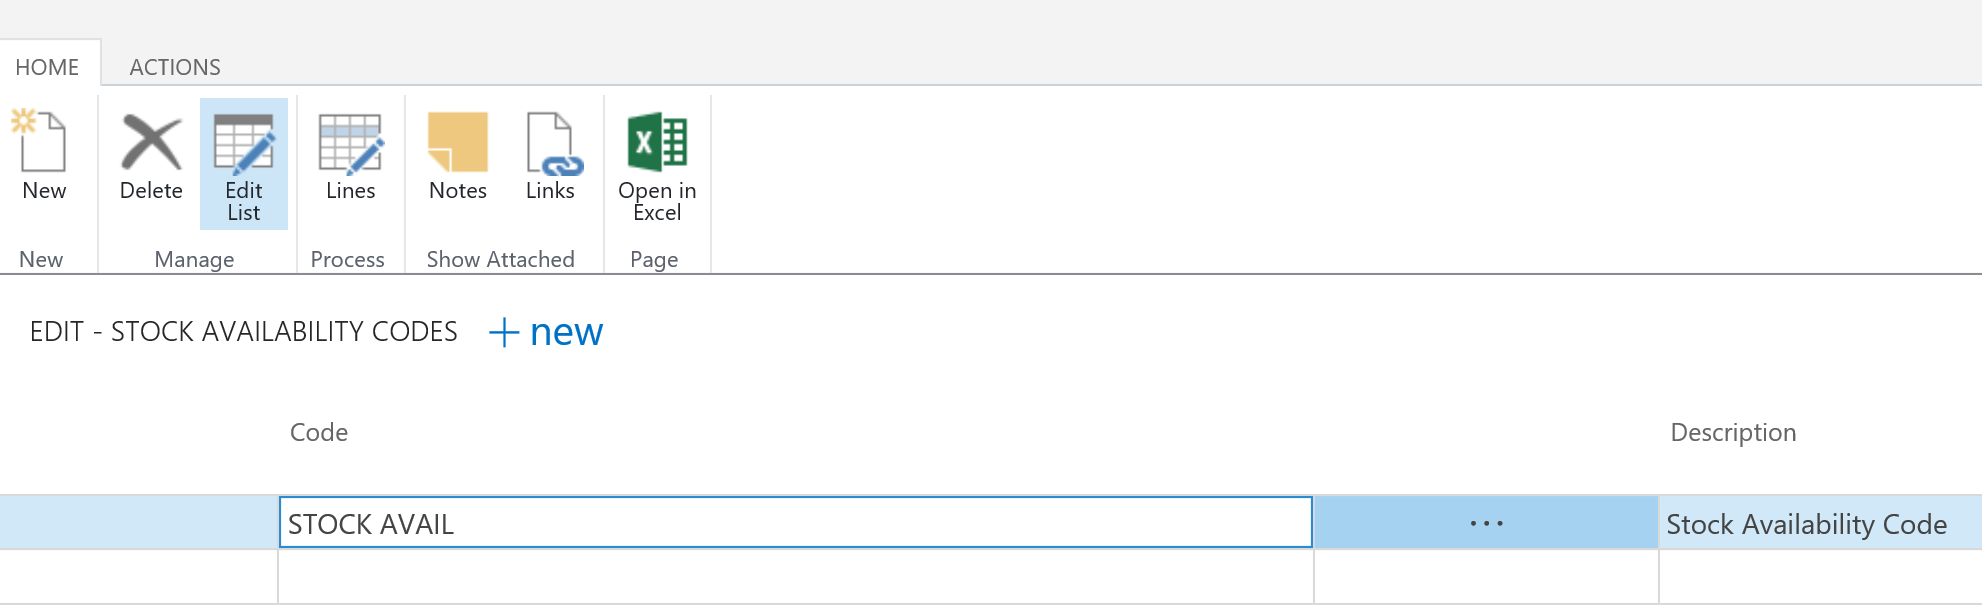 HOME ACTIONS
New Delete Edit List Lines Notes Links Open in Excel
New Manage Process Show Attached Page
EDIT - STOCK AVAILABILITY CODES + new
Code Description
STOCK AVAIL ... Stock Availability Code